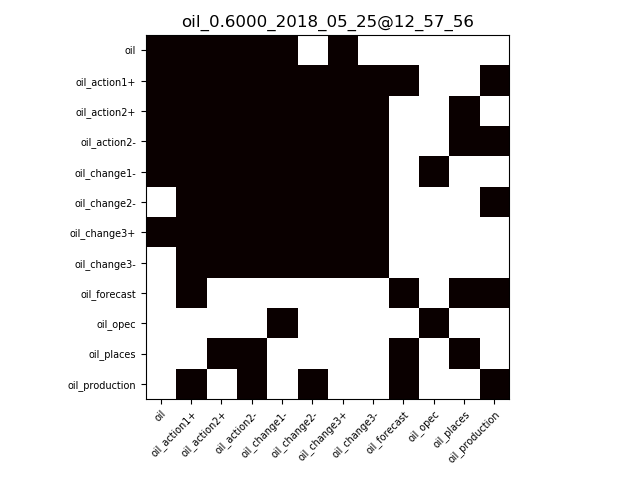 oil_0.6000_2018_05_25@12_57_56
oil
oil_action1+
oil_action2+
oil_action2-
oil_change1-
oil_change2-
oil_change3+
oil_change3-
oil_forecast
oil_opec
oil_places
oil_production
oil
oil_action1+
oil_action2+
oil_action2-
oil_change1-
oil_change2-
oil_change3+
oil_change3-
oil_forecast
oil_opec
oil_places
oil_production